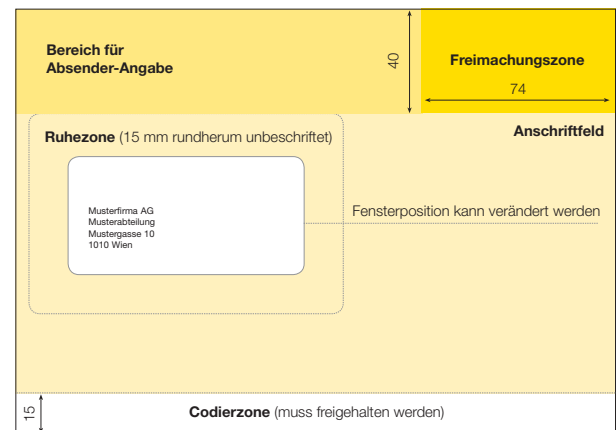 Bereich für
Absender-Angabe
40
Freimachungszone
74
Anschriftfeld
Ruhezone (15 mm rundherum unbeschriftet)
Musterfirma AG
Musterabteilung
Mustergasse 10
1010 Wien
Fensterposition kann verändert werden
15
Codierzone (muss freigehalten werden)